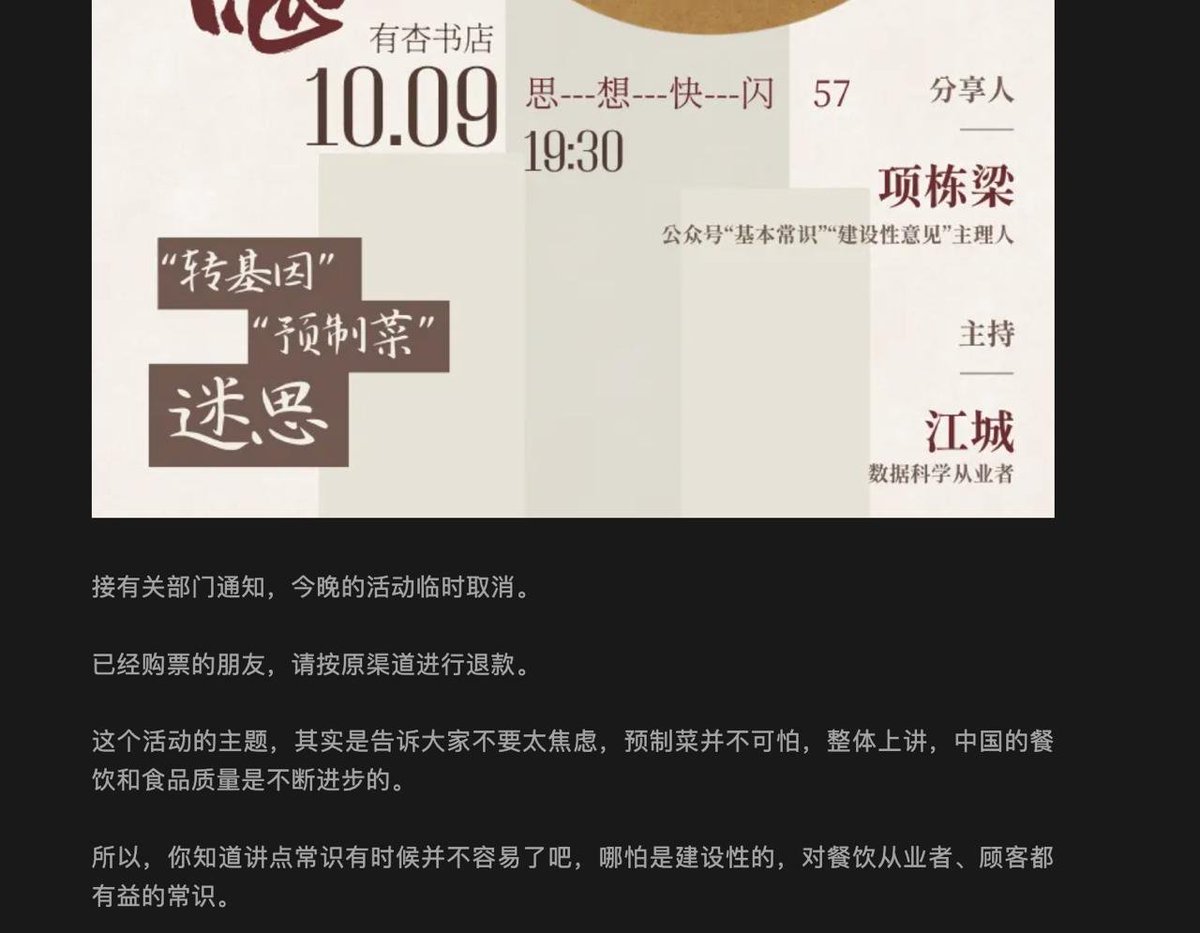 有杏书店
10.09
思---想---快---闪 57
19:30
分享人
项栋梁
公众号“基本常识”“建设性意见”主理人
“转基因”
“预制菜”
迷思
主持
江城
数据科学从业者
接有关部门通知，今晚的活动临时取消。
已经购票的朋友，请按原渠道进行退款。
这个活动的主题，其实是告诉大家不要太焦虑，预制菜并不可怕，整体上讲，中国的餐
饮和食品质量是不断进步的。
所以，你知道讲点常识有时候并不容易了吧，哪怕是建设性的，对餐饮从业者、顾客都
有益的常识。